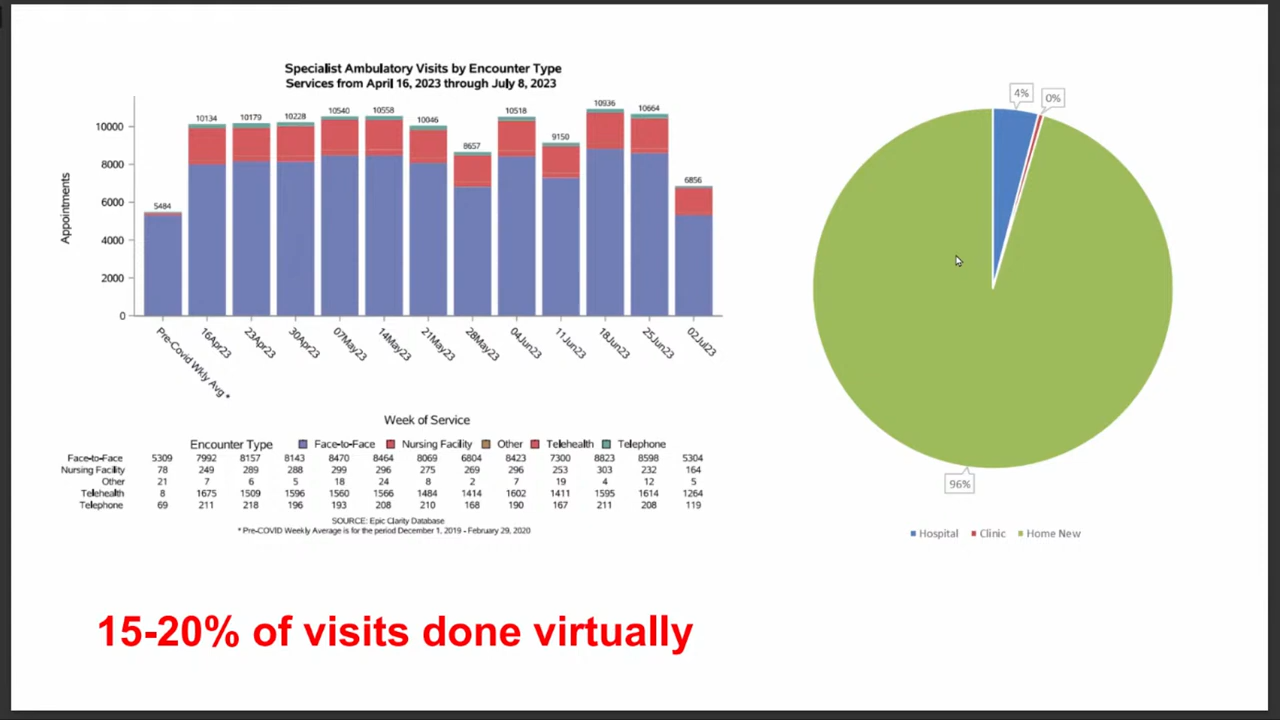 Specialist Ambulatory Visits by Encounter Type
Services from April 16, 2023 through July 8, 2023
Appointments
10000
8000
6000
4000
2000
0
5484
10134
10179
10228
10540
10558
10046
8657
10518
9150
10936
10664
6856
Pre-Covid Wkly Avg *
16Apr23
23Apr23
30Apr23
07May23
14May23
21May23
28May23
04Jun23
11Jun23
18Jun23
25Jun23
02Jul23
Week of Service
Encounter Type Face-to-Face Nursing Facility Other Telehealth Telephone
Face-to-Face 5309 7992 8157 8143 8470 8464 8069 6804 8423 7300 8823 8598 5304
Nursing Facility 78 249 289 288 299 296 275 269 296 253 303 232 164
Other 21 7 6 5 18 24 8 2 7 19 4 12 5
Telehealth 8 1675 1509 1596 1560 1566 1484 1414 1602 1411 1595 1614 1264
Telephone 69 211 218 196 193 208 210 168 190 167 211 208 119
SOURCE: Epic Clarity Database
* Pre-COVID Weekly Average is for the period December 1, 2019 - February 29, 2020
4%
0%
96%
Hospital Clinic Home New
15-20% of visits done virtually